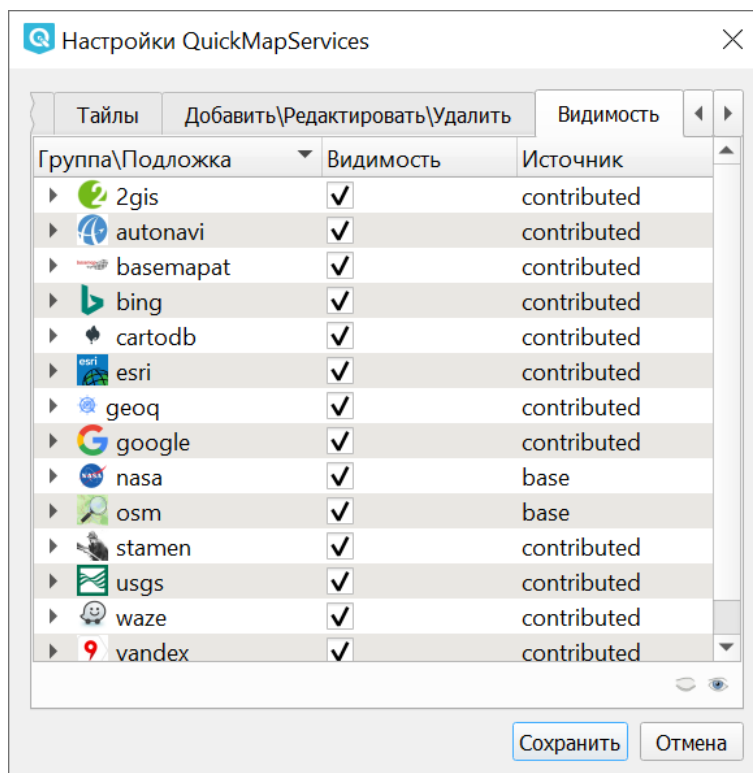 Настройки QuickMapServices
Тайлы Добавить\Редактировать\Удалить Видимость
Группа\Подложка Видимость Источник
2gis contributed
autonavi contributed
basemapat contributed
bing contributed
cartodb contributed
esri esri contributed
geoq contributed
google contributed
NASA nasa base
osm base
stamen contributed
usgs contributed
waze contributed
yandex contributed
Сохранить Отмена